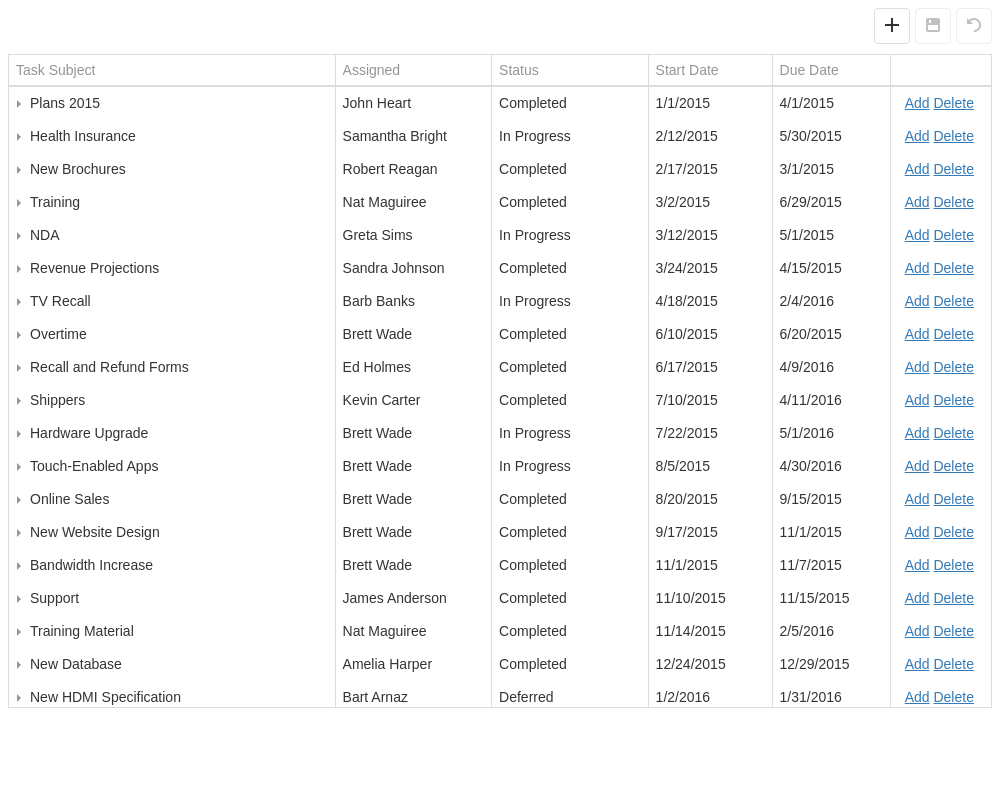 Task Subject Assigned Status Start Date Due Date
Plans 2015 John Heart Completed 1/1/2015 4/1/2015 Add Delete
Health Insurance Samantha Bright In Progress 2/12/2015 5/30/2015 Add Delete
New Brochures Robert Reagan Completed 2/17/2015 3/1/2015 Add Delete
Training Nat Maguiree Completed 3/2/2015 6/29/2015 Add Delete
NDA Greta Sims In Progress 3/12/2015 5/1/2015 Add Delete
Revenue Projections Sandra Johnson Completed 3/24/2015 4/15/2015 Add Delete
TV Recall Barb Banks In Progress 4/18/2015 2/4/2016 Add Delete
Overtime Brett Wade Completed 6/10/2015 6/20/2015 Add Delete
Recall and Refund Forms Ed Holmes Completed 6/17/2015 4/9/2016 Add Delete
Shippers Kevin Carter Completed 7/10/2015 4/11/2016 Add Delete
Hardware Upgrade Brett Wade In Progress 7/22/2015 5/1/2016 Add Delete
Touch-Enabled Apps Brett Wade In Progress 8/5/2015 4/30/2016 Add Delete
Online Sales Brett Wade Completed 8/20/2015 9/15/2015 Add Delete
New Website Design Brett Wade Completed 9/17/2015 11/1/2015 Add Delete
Bandwidth Increase Brett Wade Completed 11/1/2015 11/7/2015 Add Delete
Support James Anderson Completed 11/10/2015 11/15/2015 Add Delete
Training Material Nat Maguiree Completed 11/14/2015 2/5/2016 Add Delete
New Database Amelia Harper Completed 12/24/2015 12/29/2015 Add Delete
New HDMI Specification Bart Arnaz Deferred 1/2/2016 1/31/2016 Add Delete